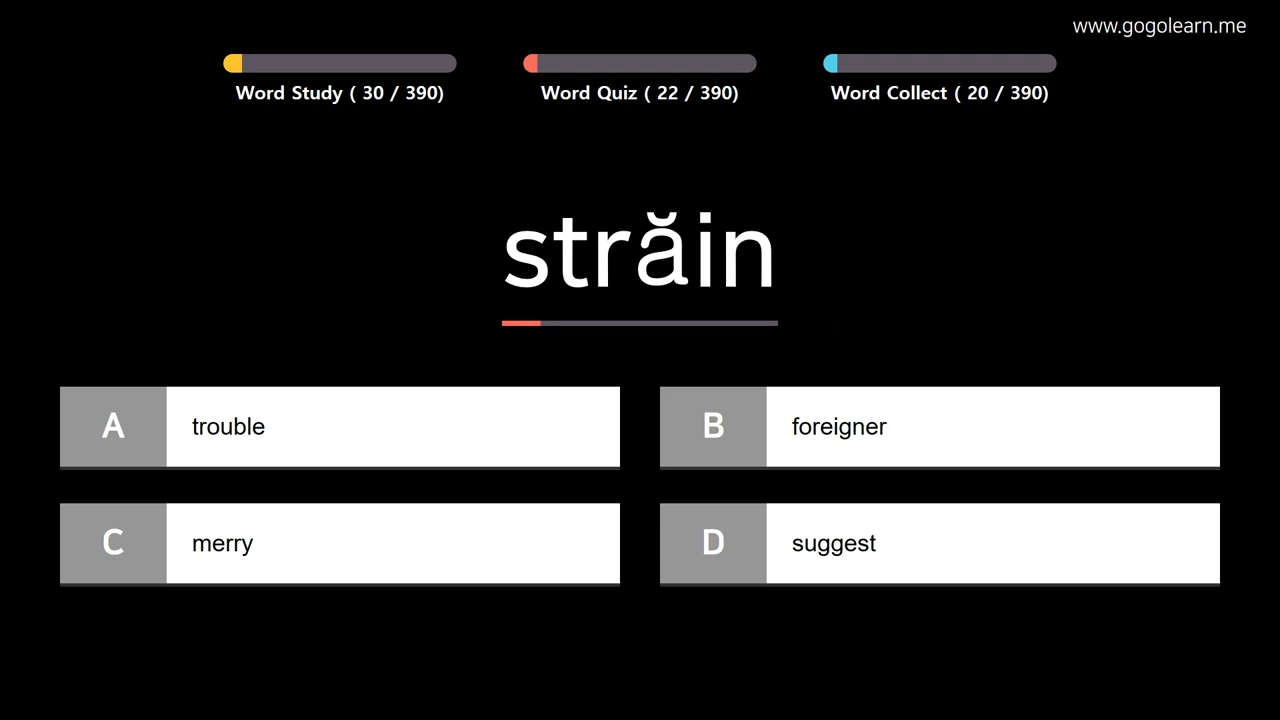 www.gogolearn.me
Word Study ( 30 / 390)
Word Quiz ( 22 / 390)
Word Collect ( 20 / 390)
străin
A trouble
B foreigner
C merry
D suggest